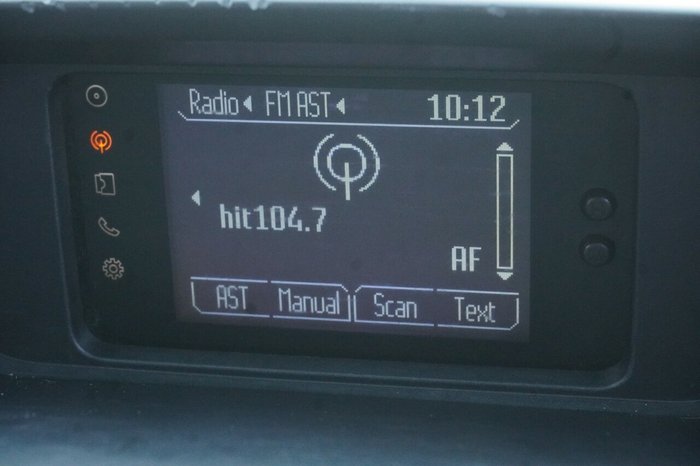 Radio FM AST 10:12
hit104.7
AF
AST Manual Scan Text